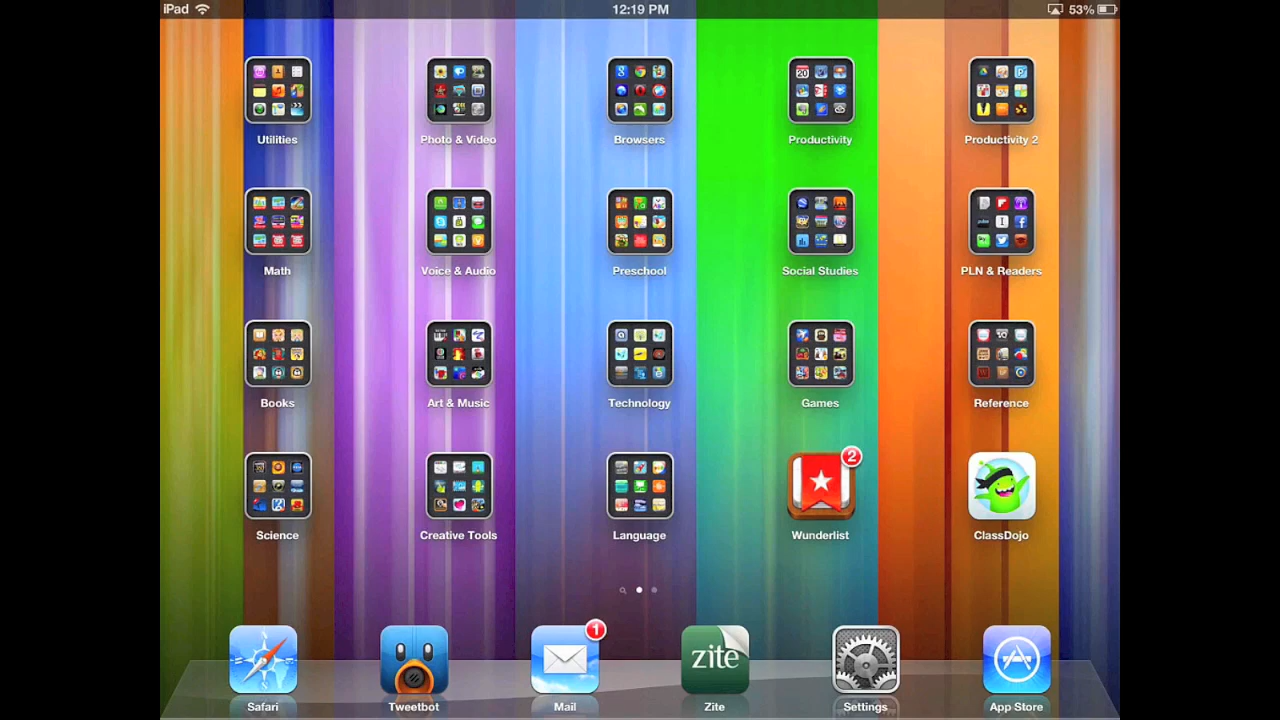 iPad 12:19 PM 53%
Utilities Photo & Video Browsers Productivity Productivity 2
Math Voice & Audio Preschool Social Studies PLN & Readers
Books Art & Music Technology Games Reference
2
Science Creative Tools Language Wunderlist ClassDojo
1
zite
Safari Tweetbot Mail Zite Settings App Store